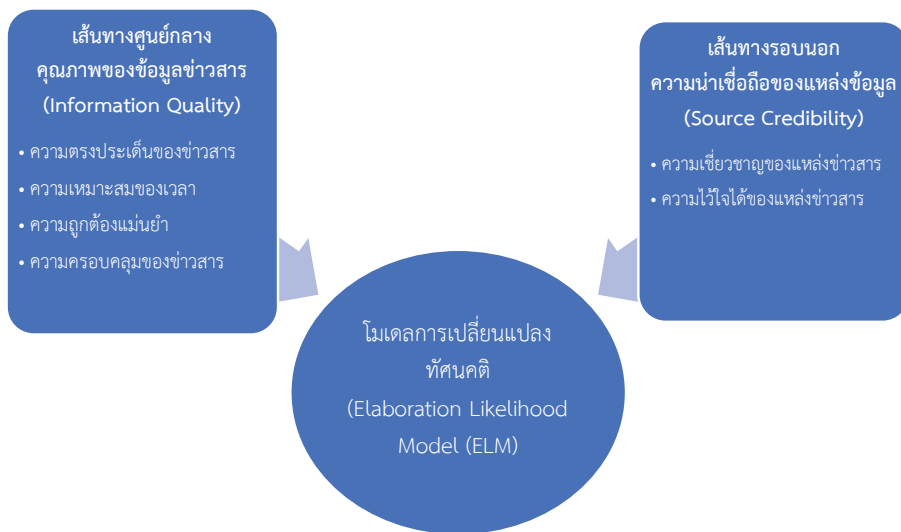 เส้นทางศูนย์กลาง
คุณภาพของข้อมูลข่าวสาร
(Information Quality)
• ความตรงประเด็นของข่าวสาร
• ความเหมาะสมของเวลา
• ความถูกต้องแม่นยำ
• ความครอบคลุมของข่าวสาร
เส้นทางรอบนอก
ความน่าเชื่อถือของแหล่งข้อมูล
(Source Credibility)
• ความเชี่ยวชาญของแหล่งข่าวสาร
• ความไว้ใจได้ของแหล่งข่าวสาร
โมเดลการเปลี่ยนแปลง
ทัศนคติ
(Elaboration Likelihood
Model (ELM)